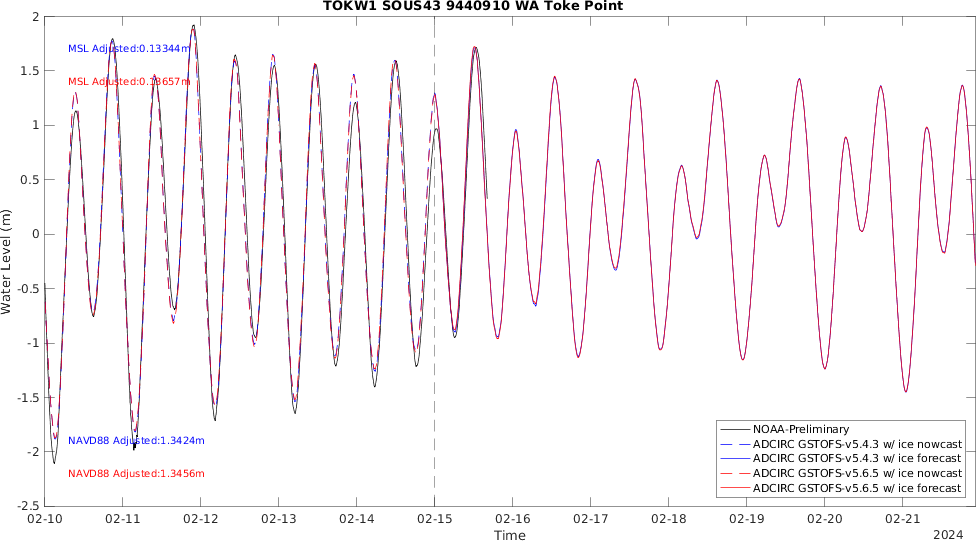 TOKW1 SOUS43 9440910 WA Toke Point
MSL Adjusted:0.13344m
MSL Adjusted:0.13657m
NAVD88 Adjusted:1.3424m
NAVD88 Adjusted:1.3456m
Water Level (m)
2
1.5
1
0.5
0
-0.5
-1
-1.5
-2
-2.5
NOAA-Preliminary
ADCIRC GSTOFS-v5.4.3 w/ ice nowcast
ADCIRC GSTOFS-v5.4.3 w/ ice forecast
ADCIRC GSTOFS-v5.6.5 w/ ice nowcast
ADCIRC GSTOFS-v5.6.5 w/ ice forecast
02-10 02-11 02-12 02-13 02-14 02-15 02-16 02-17 02-18 02-19 02-20 02-21
Time
2024